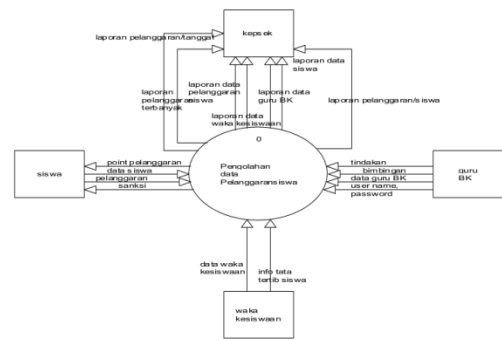 kepsek
laporan pelanggaran/tanggal
laporan
pelanggaran
terbanyak
laporan data
pelanggaran
siswa
laporan data
waka kesiswaan
laporan data
guru BK
laporan data
siswa
laporan pelanggaran/siswa
0
Pengolahan
data
Pelanggaransiswa
siswa
point pelanggaran
data siswa
pelanggaran
sanksi
tindakan
bimbingan
data guru BK
user name,
password
guru
BK
data waka
kesiswaan
info tata
tertib siswa
waka
kesiswaan